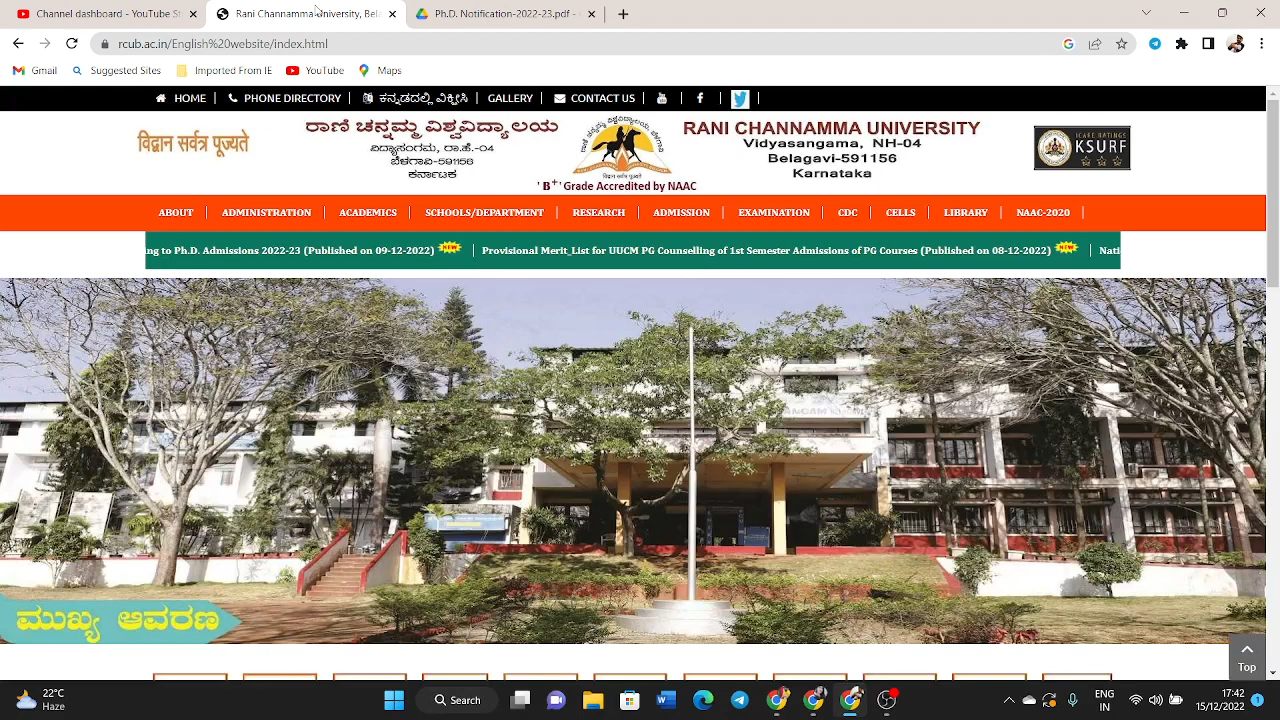 Channel dashboard - YouTube St
Rani Channamma University, Bela
Ph.D. Notification-2022-23.pdf -
rcub.ac.in/English%20website/index.html
Gmail
Suggested Sites
Imported From IE
YouTube
Maps
HOME
PHONE DIRECTORY
ಕನ್ನಡದಲ್ಲಿ ವಿಕ್ಷೀಸಿ
GALLERY
CONTACT US
विद्वान सर्वत्र पूज्यते
ರಾಣಿ ಚನ್ನಮ್ಮ ವಿಶ್ವವಿದ್ಯಾಲಯ
ವಿದ್ಯಾಸಂಗಮ, ರಾ.ಹೆ.-04
ಬೆಳಗಾವಿ-591156
ಕರ್ನಾಟಕ
'B+' Grade Accredited by NAAC
RANI CHANNAMMA UNIVERSITY
Vidyasangama, NH-04
Belagavi-591156
Karnataka
ICARE RATINGS
KSURF
ABOUT
ADMINISTRATION
ACADEMICS
SCHOOLS/DEPARTMENT
RESEARCH
ADMISSION
EXAMINATION
CDC
CELLS
LIBRARY
NAAC-2020
ng to Ph.D. Admissions 2022-23 (Published on 09-12-2022) NEW
Provisional Merit_List for UUCM PG Counselling of 1st Semester Admissions of PG Courses (Published on 08-12-2022) NEW
Nati
ಮುಖ್ಯ ಆವರಣ
Top
22°C
Haze
Search
ENG
IN
17:42
15/12/2022
1